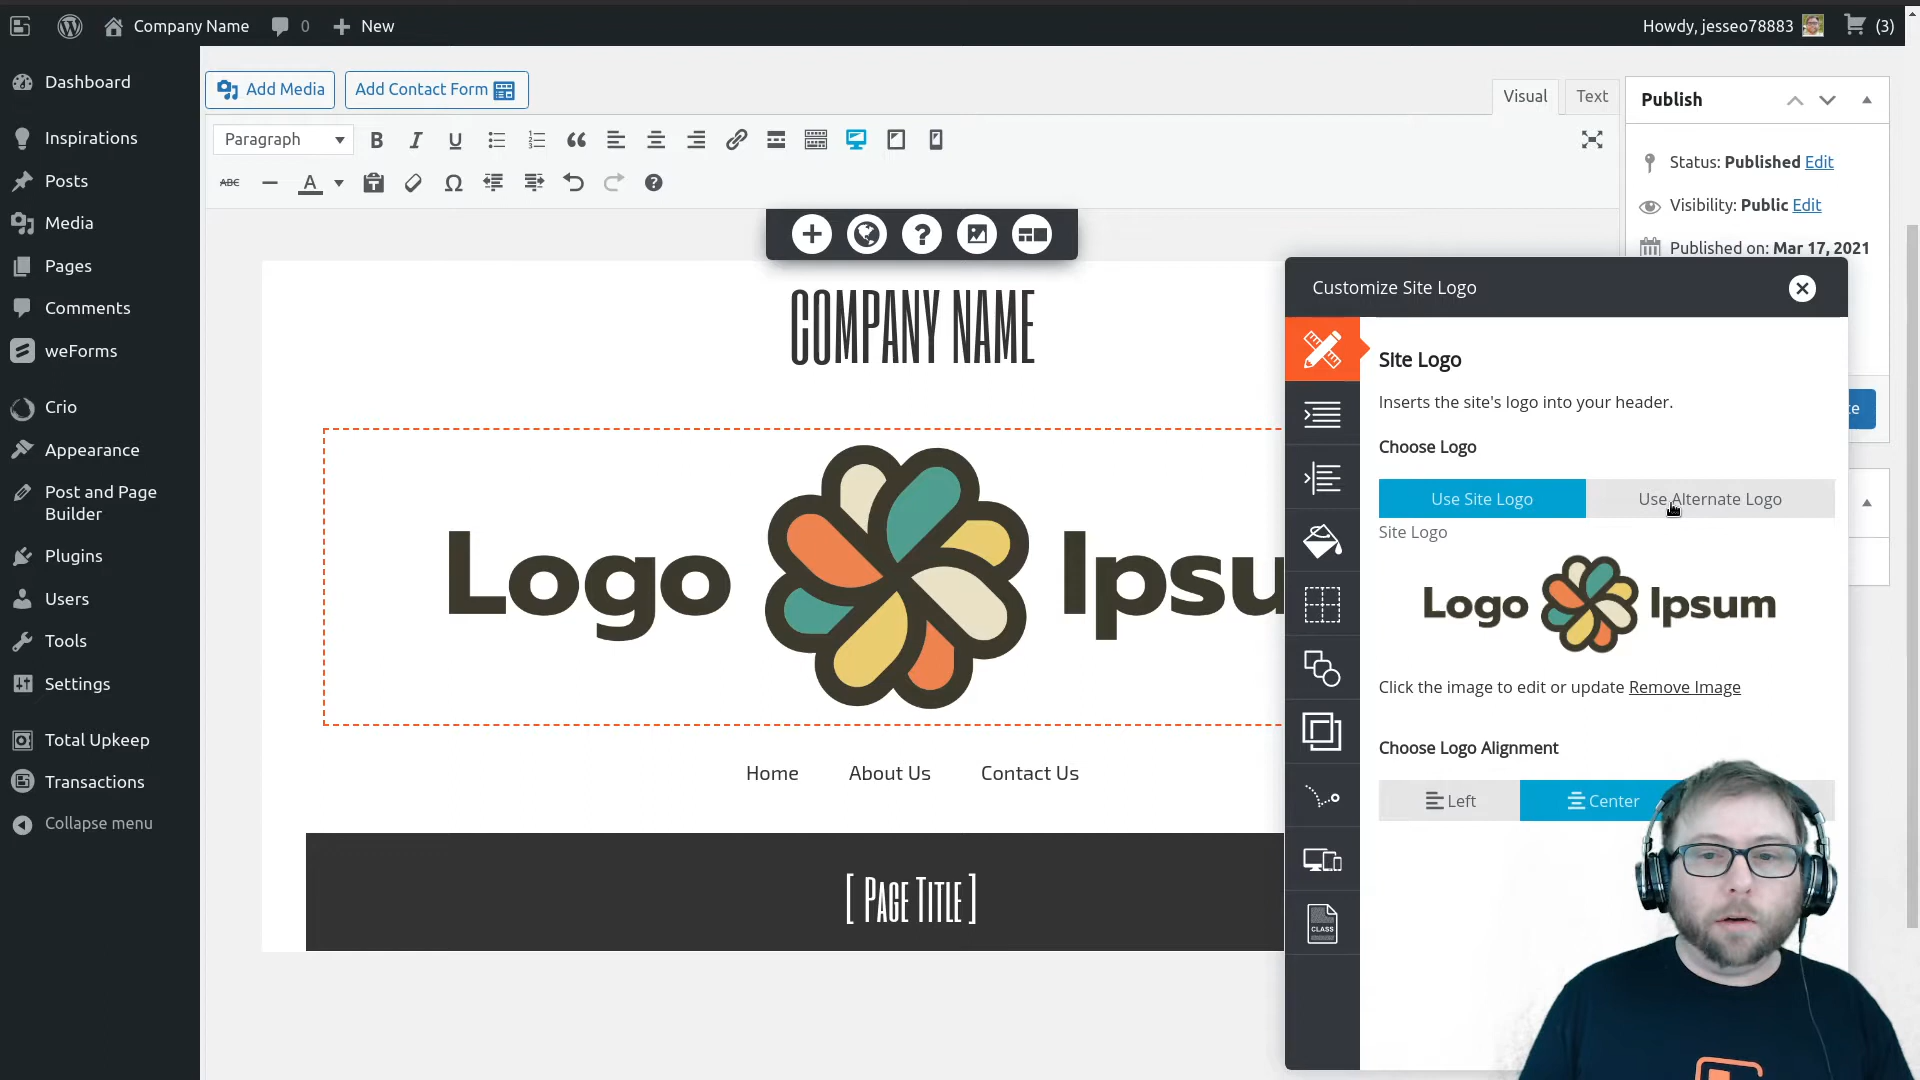 Company Name 0 New Howdy, jesseo78883 (3)
Dashboard
Inspirations
Posts
Media
Pages
Comments
weForms
Crio
Appearance
Post and Page
Builder
Plugins
Users
Tools
Settings
Total Upkeep
Transactions
Collapse menu
Add Media Add Contact Form
Visual Text
Paragraph
B I U
ABC A
COMPANY NAME
Logo Ipsu
Home About Us Contact Us
[ Page Title ]
Publish
Status: Published Edit
Visibility: Public Edit
Published on: Mar 17, 2021
Customize Site Logo
Site Logo
Inserts the site's logo into your header.
Choose Logo
Use Site Logo Use Alternate Logo
Site Logo
Logo Ipsum
Click the image to edit or update Remove Image
Choose Logo Alignment
Left Center
CLASS